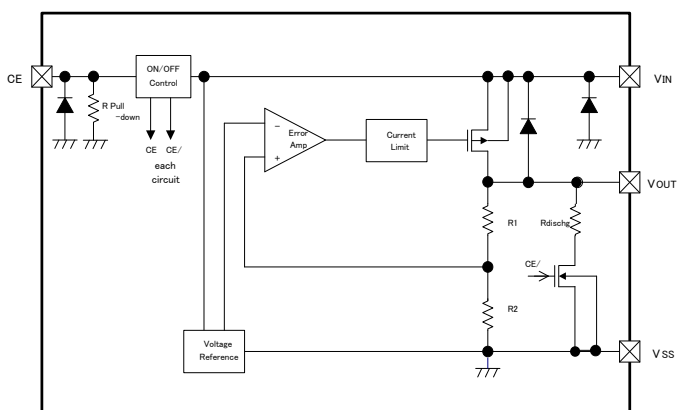 CE
ON/OFF
Control
VIN
R Pull
-down
CE CE/
each
circuit
−
+
Error
Amp
Current
Limit
VOUT
R1
Rdischg
CE/
R2
Voltage
Reference
VSS